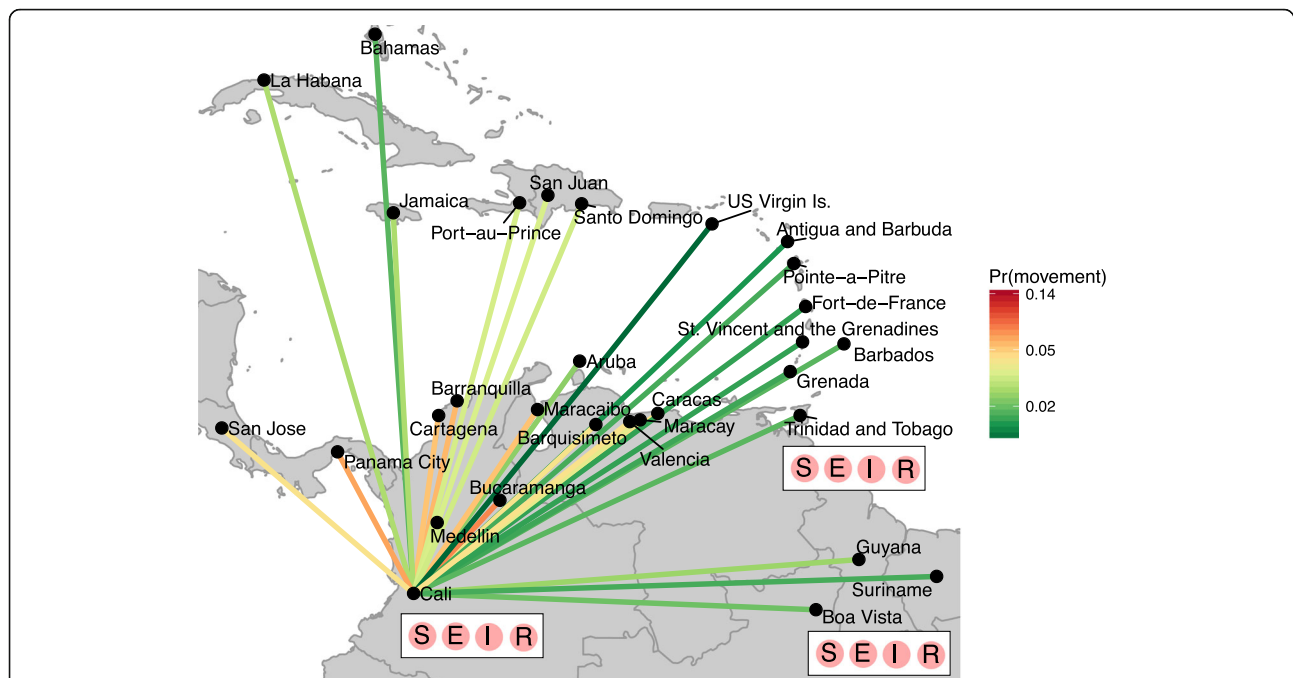 Bahamas
La Habana
San Juan
Jamaica
US Virgin Is.
Santo Domingo
Port−au−Prince
Antigua and Barbuda
Pointe−a−Pitre
Pr(movement)
0.14
0.05
0.02
Fort−de−France
St. Vincent and the Grenadines
Barbados
Aruba
Grenada
Barranquilla
Maracaibo
Caracas
Cartagena
Maracay
San Jose
Trinidad and Tobago
Barquisimeto
Valencia
Panama City
S E I R
Bucaramanga
Medellin
Guyana
Suriname
Cali
Boa Vista
S E I R
S E I R